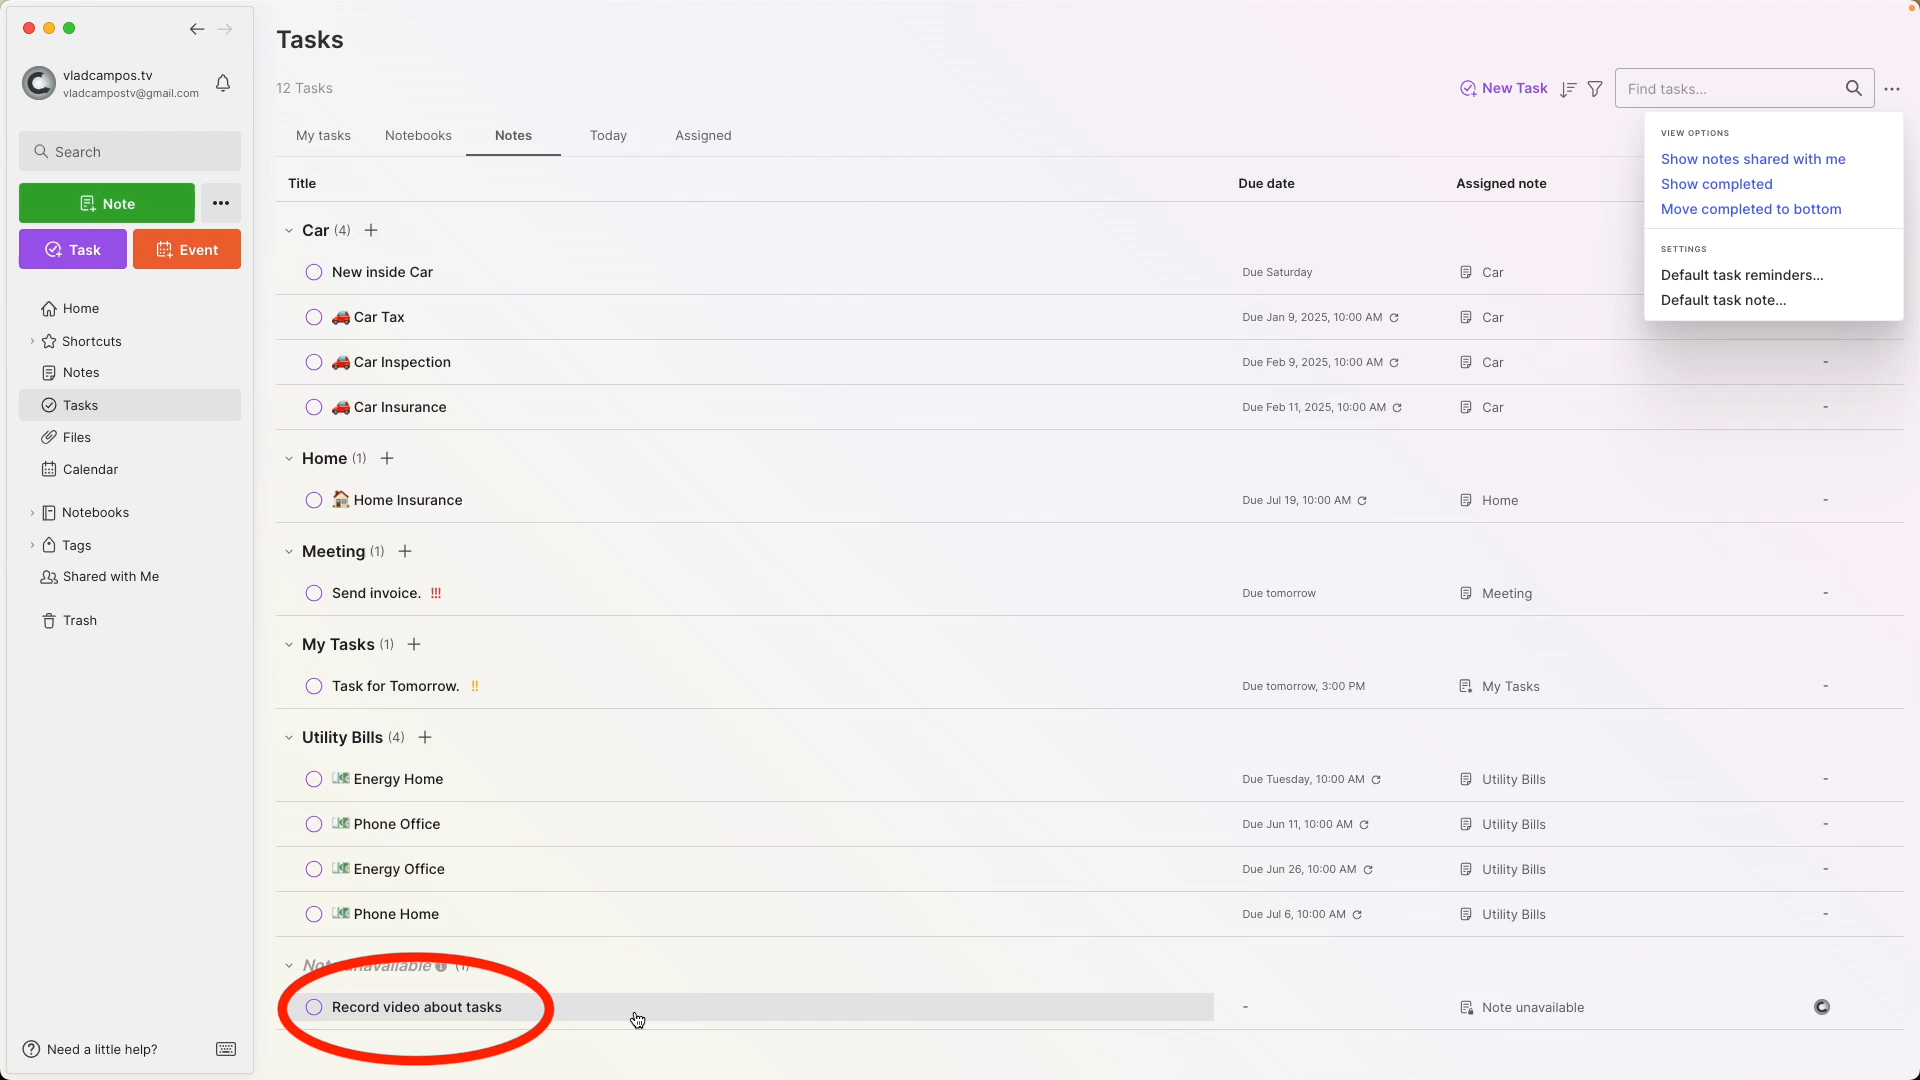 Tasks
vladcampos.tv
vladcampostv@gmail.com
12 Tasks
New Task
Find tasks...
My tasks
Notebooks
Notes
Today
Assigned
Search
Note
Task
Event
Home
Shortcuts
Notes
Tasks
Files
Calendar
Notebooks
Tags
Shared with Me
Trash
Need a little help?
VIEW OPTIONS
Show notes shared with me
Show completed
Move completed to bottom
SETTINGS
Default task reminders...
Default task note...
Title Due date Assigned note
Car (4)
New inside Car Due Saturday Car
Car Tax Due Jan 9, 2025, 10:00 AM Car
Car Inspection Due Feb 9, 2025, 10:00 AM Car -
Car Insurance Due Feb 11, 2025, 10:00 AM Car -
Home (1)
Home Insurance Due Jul 19, 10:00 AM Home -
Meeting (1)
Send invoice. !!! Due tomorrow Meeting -
My Tasks (1)
Task for Tomorrow. !! Due tomorrow, 3:00 PM My Tasks -
Utility Bills (4)
Energy Home Due Tuesday, 10:00 AM Utility Bills -
Phone Office Due Jun 11, 10:00 AM Utility Bills -
Energy Office Due Jun 26, 10:00 AM Utility Bills -
Phone Home Due Jul 6, 10:00 AM Utility Bills -
Note unavailable (1)
Record video about tasks - Note unavailable